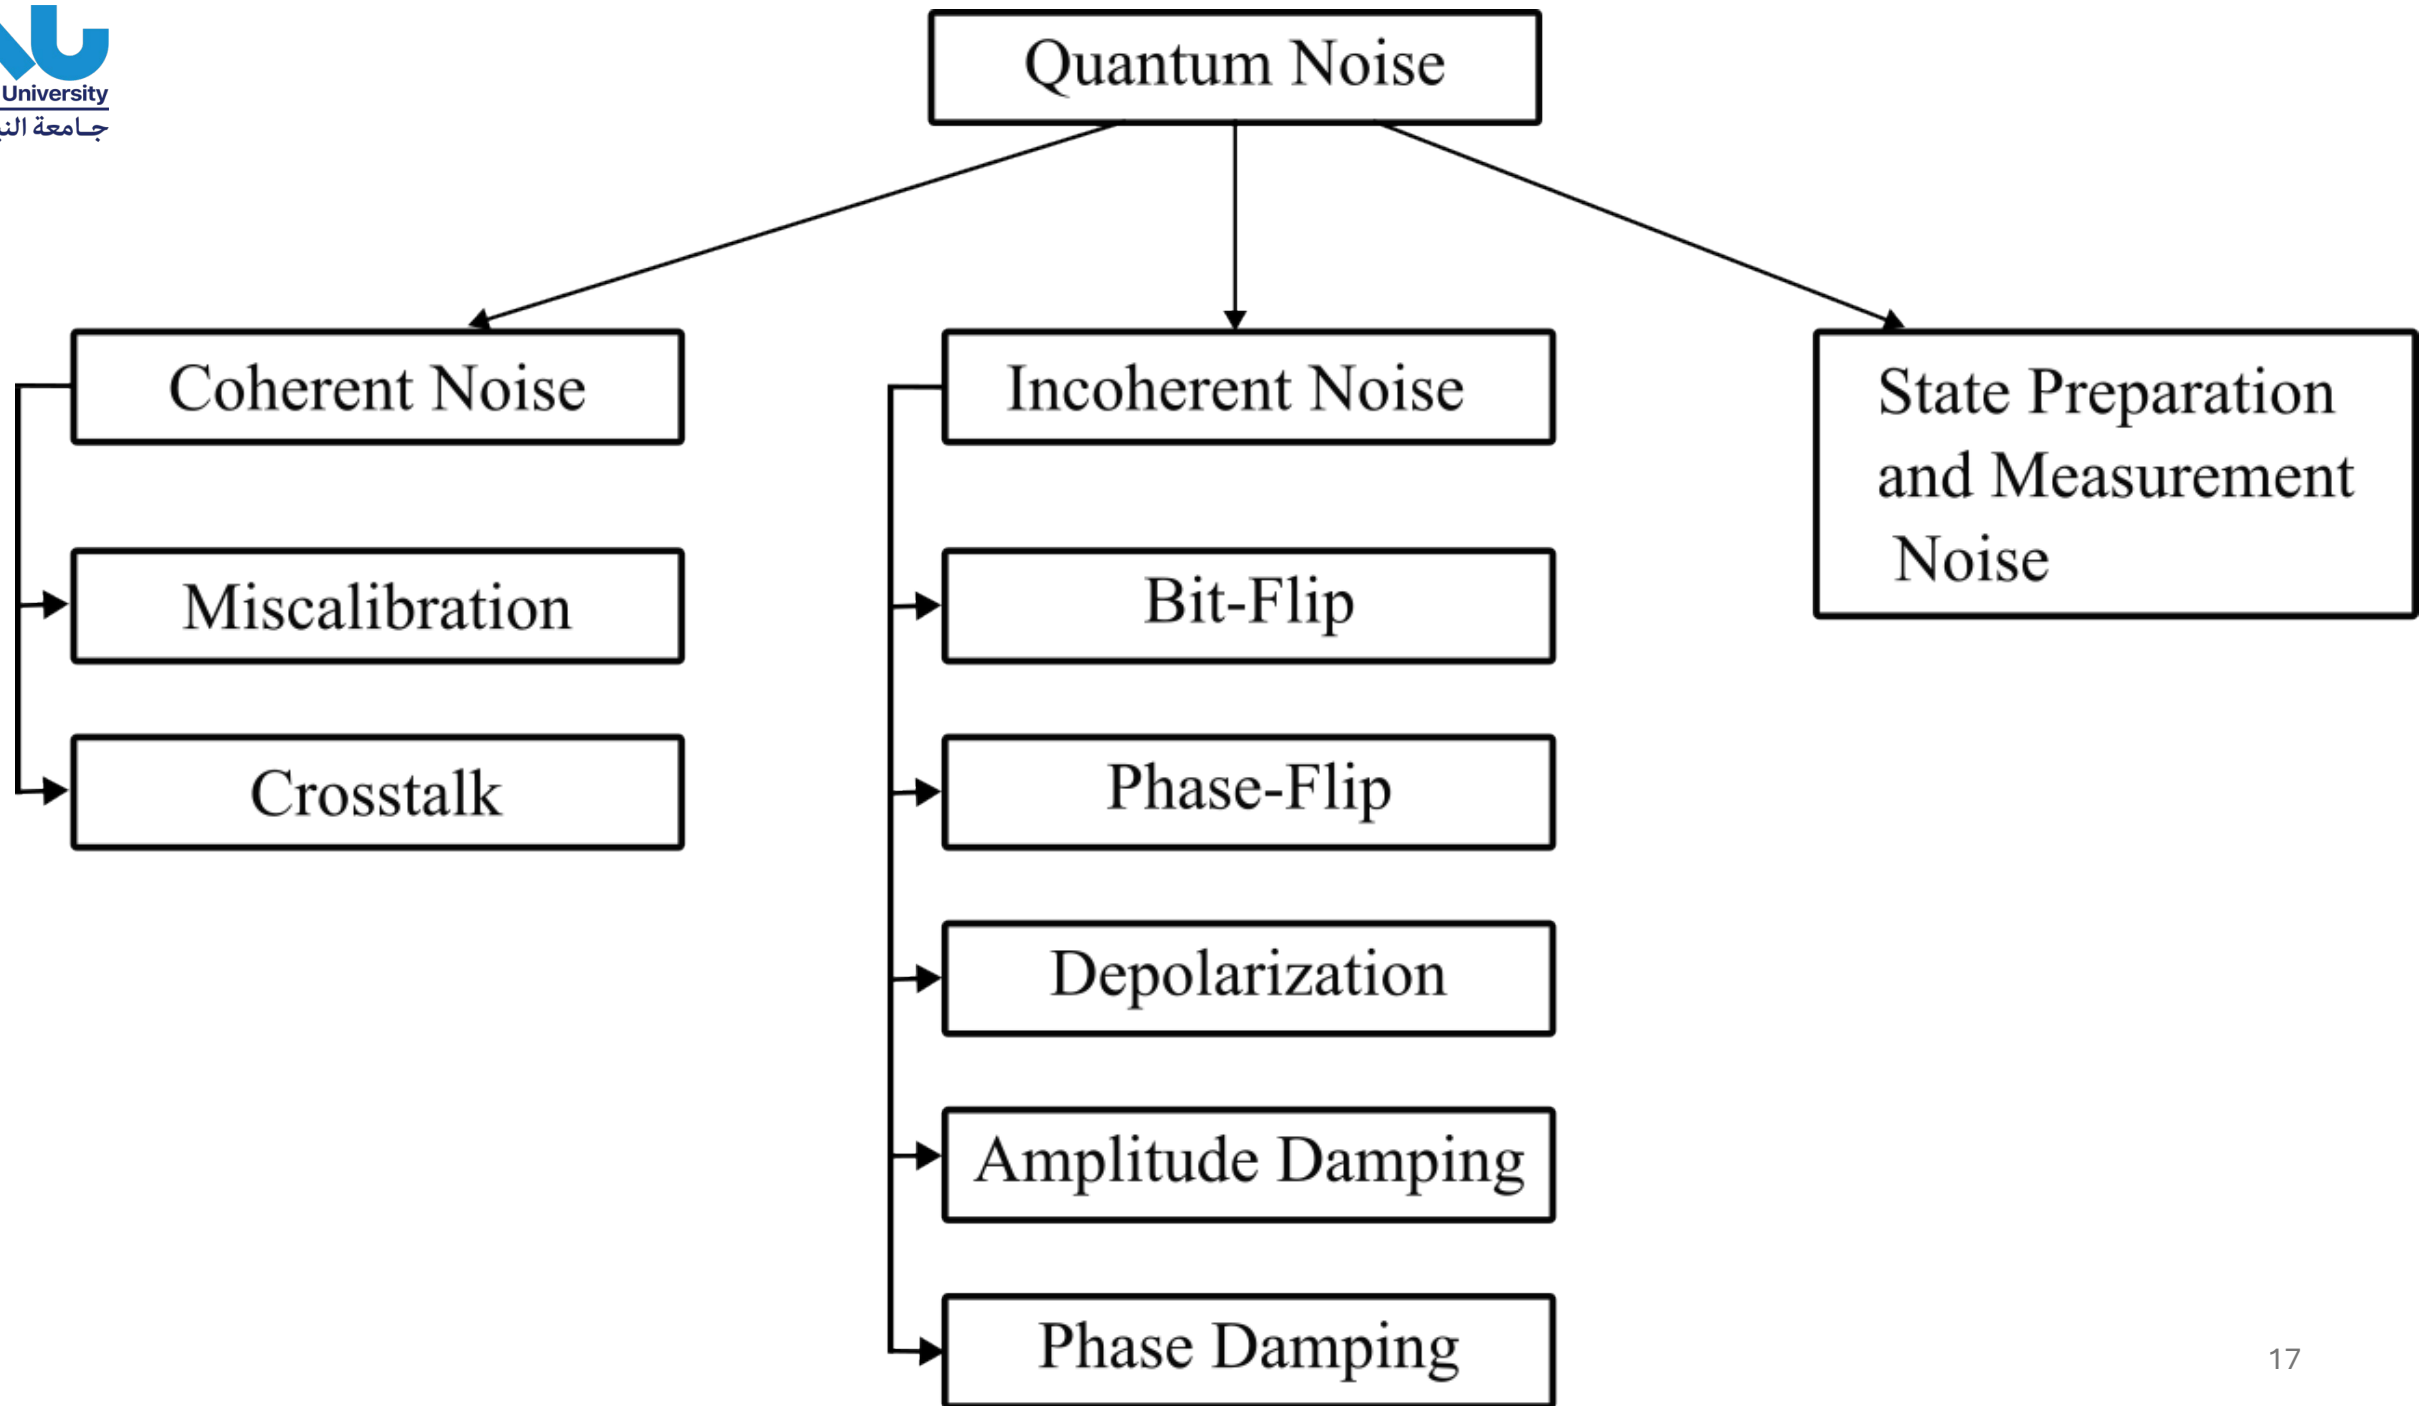 University
جامعة
Quantum Noise
Coherent Noise
Incoherent Noise
State Preparation
and Measurement
Noise
Miscalibration
Bit-Flip
Crosstalk
Phase-Flip
Depolarization
Amplitude Damping
Phase Damping
17